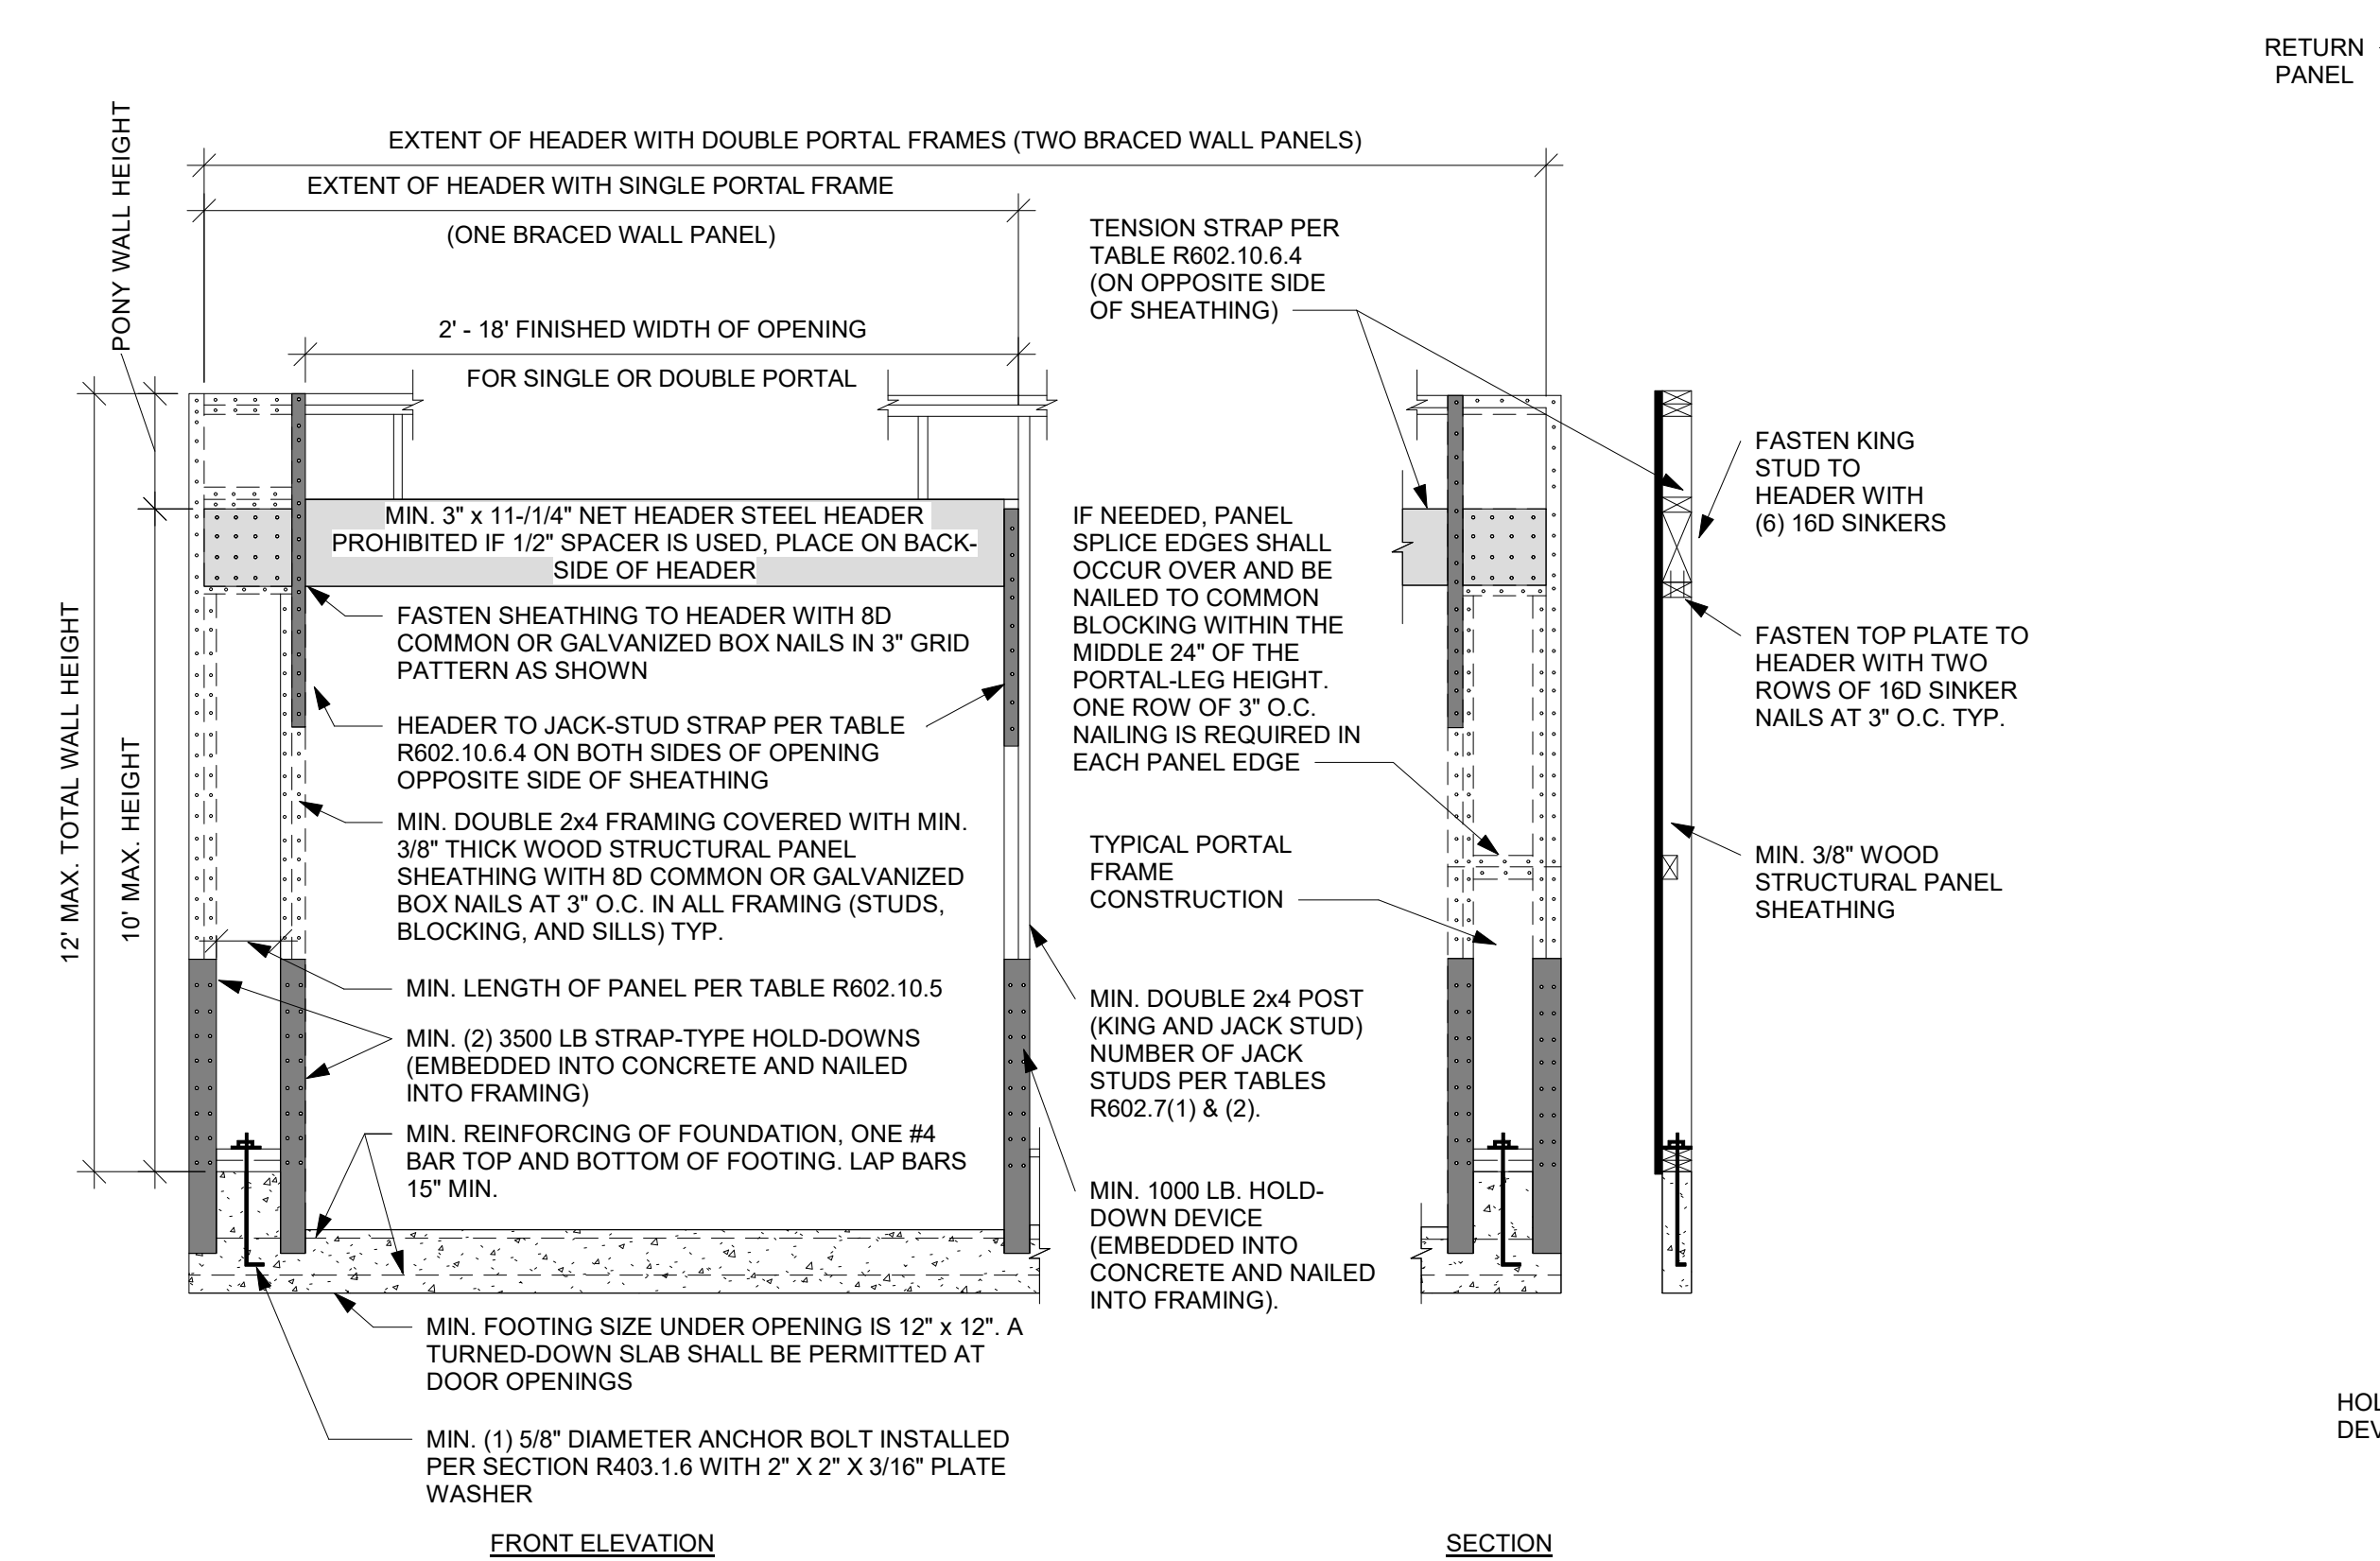 RETURN
PANEL
EXTENT OF HEADER WITH DOUBLE PORTAL FRAMES (TWO BRACED WALL PANELS)
EXTENT OF HEADER WITH SINGLE PORTAL FRAME
(ONE BRACED WALL PANEL)
PONY WALL HEIGHT
2' - 18' FINISHED WIDTH OF OPENING
FOR SINGLE OR DOUBLE PORTAL
TENSION STRAP PER
TABLE R602.10.6.4
(ON OPPOSITE SIDE
OF SHEATHING)
12' MAX. TOTAL WALL HEIGHT
10' MAX. HEIGHT
MIN. 3" x 11-/1/4" NET HEADER STEEL HEADER
PROHIBITED IF 1/2" SPACER IS USED, PLACE ON BACK-
SIDE OF HEADER
FASTEN SHEATHING TO HEADER WITH 8D
COMMON OR GALVANIZED BOX NAILS IN 3" GRID
PATTERN AS SHOWN
HEADER TO JACK-STUD STRAP PER TABLE
R602.10.6.4 ON BOTH SIDES OF OPENING
OPPOSITE SIDE OF SHEATHING
MIN. DOUBLE 2x4 FRAMING COVERED WITH MIN.
3/8" THICK WOOD STRUCTURAL PANEL
SHEATHING WITH 8D COMMON OR GALVANIZED
BOX NAILS AT 3" O.C. IN ALL FRAMING (STUDS,
BLOCKING, AND SILLS) TYP.
MIN. LENGTH OF PANEL PER TABLE R602.10.5
MIN. (2) 3500 LB STRAP-TYPE HOLD-DOWNS
(EMBEDDED INTO CONCRETE AND NAILED
INTO FRAMING)
MIN. REINFORCING OF FOUNDATION, ONE #4
BAR TOP AND BOTTOM OF FOOTING. LAP BARS
15" MIN.
MIN. FOOTING SIZE UNDER OPENING IS 12" x 12". A
TURNED-DOWN SLAB SHALL BE PERMITTED AT
DOOR OPENINGS
MIN. (1) 5/8" DIAMETER ANCHOR BOLT INSTALLED
PER SECTION R403.1.6 WITH 2" X 2" X 3/16" PLATE
WASHER
FRONT ELEVATION
IF NEEDED, PANEL
SPLICE EDGES SHALL
OCCUR OVER AND BE
NAILED TO COMMON
BLOCKING WITHIN THE
MIDDLE 24" OF THE
PORTAL-LEG HEIGHT.
ONE ROW OF 3" O.C.
NAILING IS REQUIRED IN
EACH PANEL EDGE
TYPICAL PORTAL
FRAME
CONSTRUCTION
MIN. DOUBLE 2x4 POST
(KING AND JACK STUD)
NUMBER OF JACK
STUDS PER TABLES
R602.7(1) & (2).
MIN. 1000 LB. HOLD-
DOWN DEVICE
(EMBEDDED INTO
CONCRETE AND NAILED
INTO FRAMING).
FASTEN KING
STUD TO
HEADER WITH
(6) 16D SINKERS
FASTEN TOP PLATE TO
HEADER WITH TWO
ROWS OF 16D SINKER
NAILS AT 3" O.C. TYP.
MIN. 3/8" WOOD
STRUCTURAL PANEL
SHEATHING
SECTION